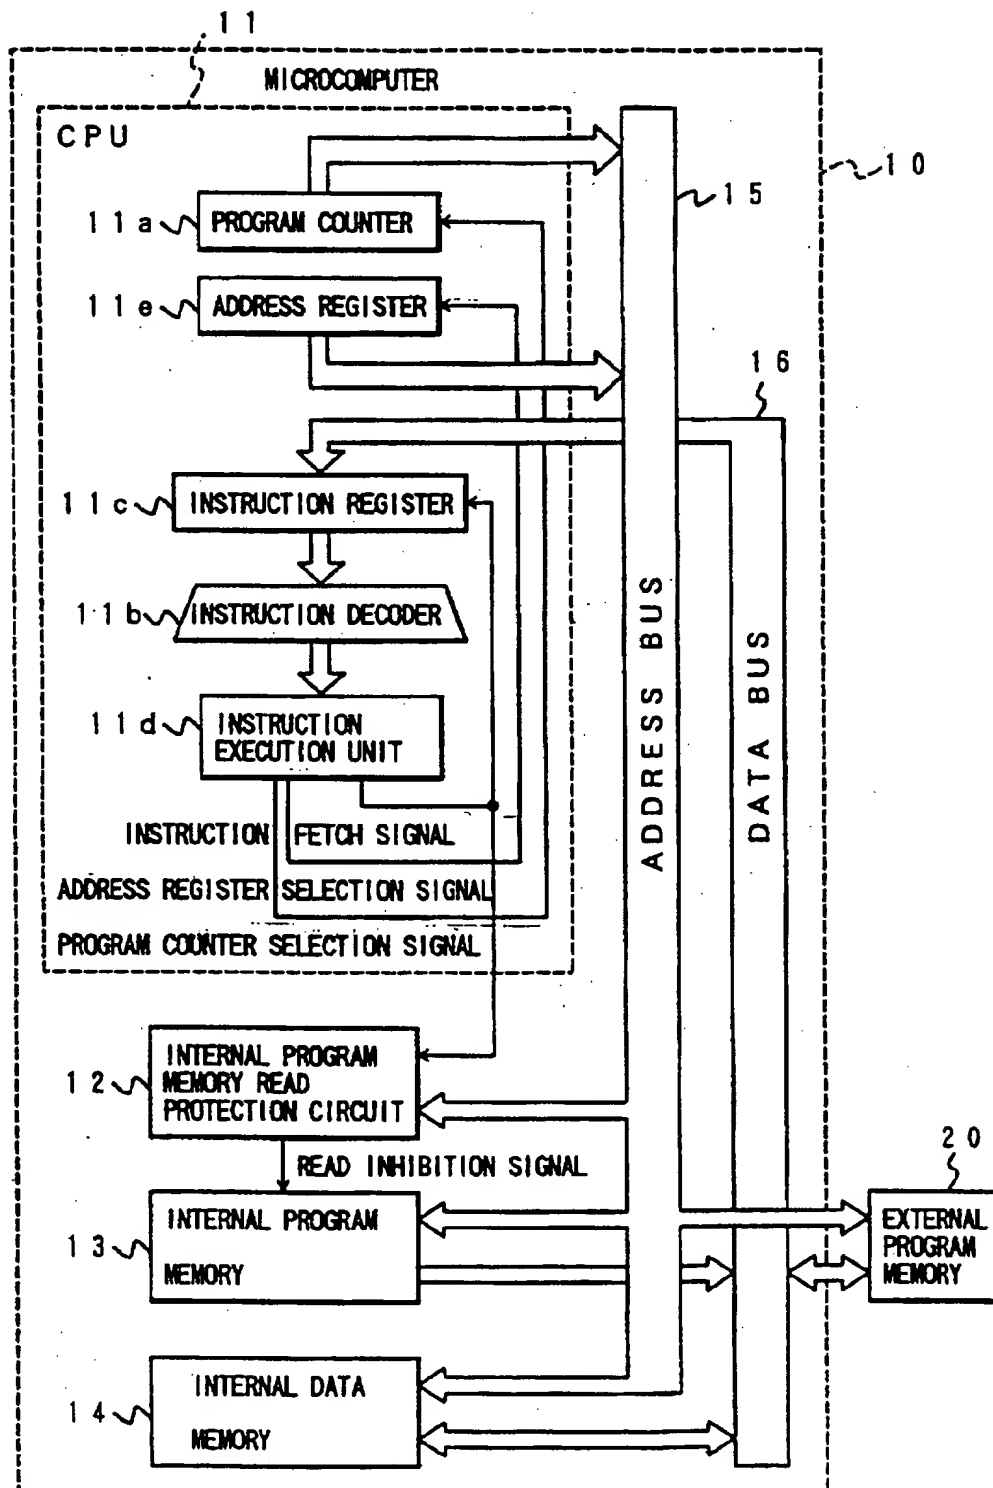 11
MICROCOMPUTER
CPU
10
15
11a
PROGRAM COUNTER
11e
ADDRESS REGISTER
16
11c
INSTRUCTION REGISTER
11b
INSTRUCTION DECODER
11d
INSTRUCTION
EXECUTION UNIT
ADDRESS BUS
DATA BUS
INSTRUCTION FETCH SIGNAL
ADDRESS REGISTER SELECTION SIGNAL
PROGRAM COUNTER SELECTION SIGNAL
12
INTERNAL PROGRAM
MEMORY READ
PROTECTION CIRCUIT
READ INHIBITION SIGNAL
20
13
INTERNAL PROGRAM
MEMORY
EXTERNAL
PROGRAM
MEMORY
14
INTERNAL DATA
MEMORY